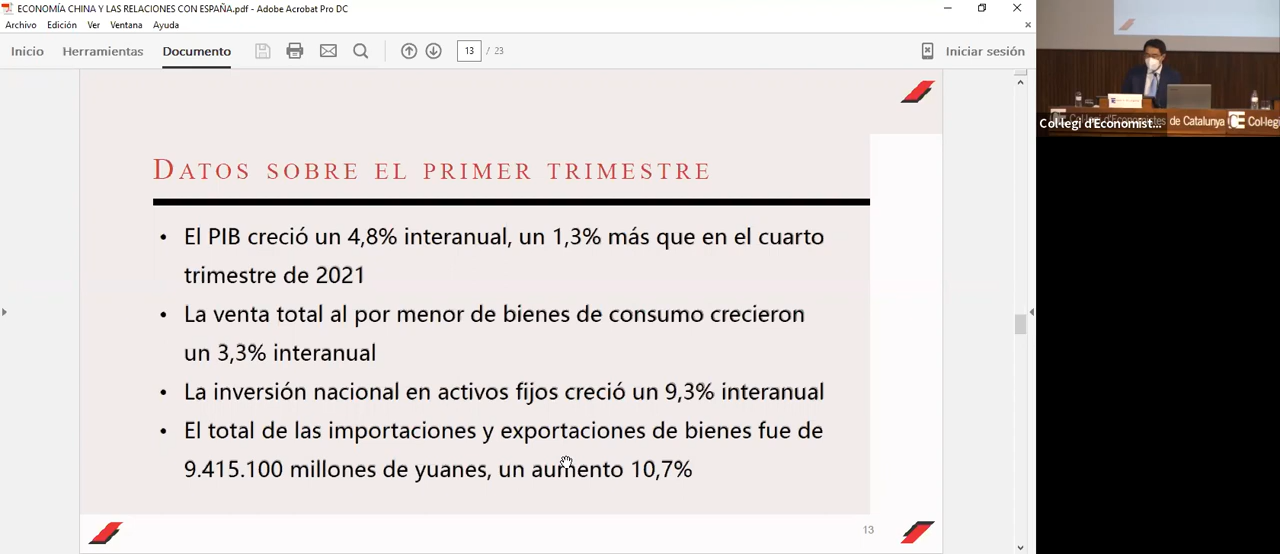 ECONOMÍA CHINA Y LAS RELACIONES CON ESPAÑA.pdf - Adobe Acrobat Pro DC
Archivo Edición Ver Ventana Ayuda
Inicio Herramientas Documento 13 / 23 Iniciar sesión
DATOS SOBRE EL PRIMER TRIMESTRE
• El PIB creció un 4,8% interanual, un 1,3% más que en el cuarto
trimestre de 2021
• La venta total al por menor de bienes de consumo crecieron
un 3,3% interanual
• La inversión nacional en activos fijos creció un 9,3% interanual
• El total de las importaciones y exportaciones de bienes fue de
9.415.100 millones de yuanes, un aumento 10,7%
13
Col·legi d'Economistes de Catalunya
Col·legi
Col·legi d'Economist...